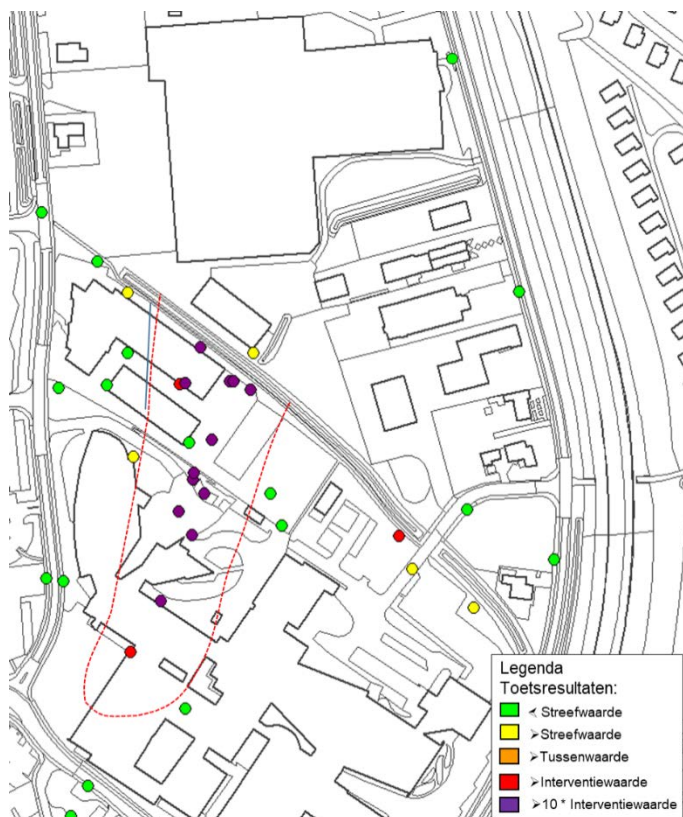 Legenda
Toetsresultaten:
< Streefwaarde
>Streefwaarde
>Tussenwaarde
>Interventiewaarde
>10 * Interventiewaarde